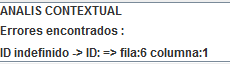 ANALIS CONTEXTUAL
Errores encontrados :
ID indefinido -> ID: => fila:6 columna:1